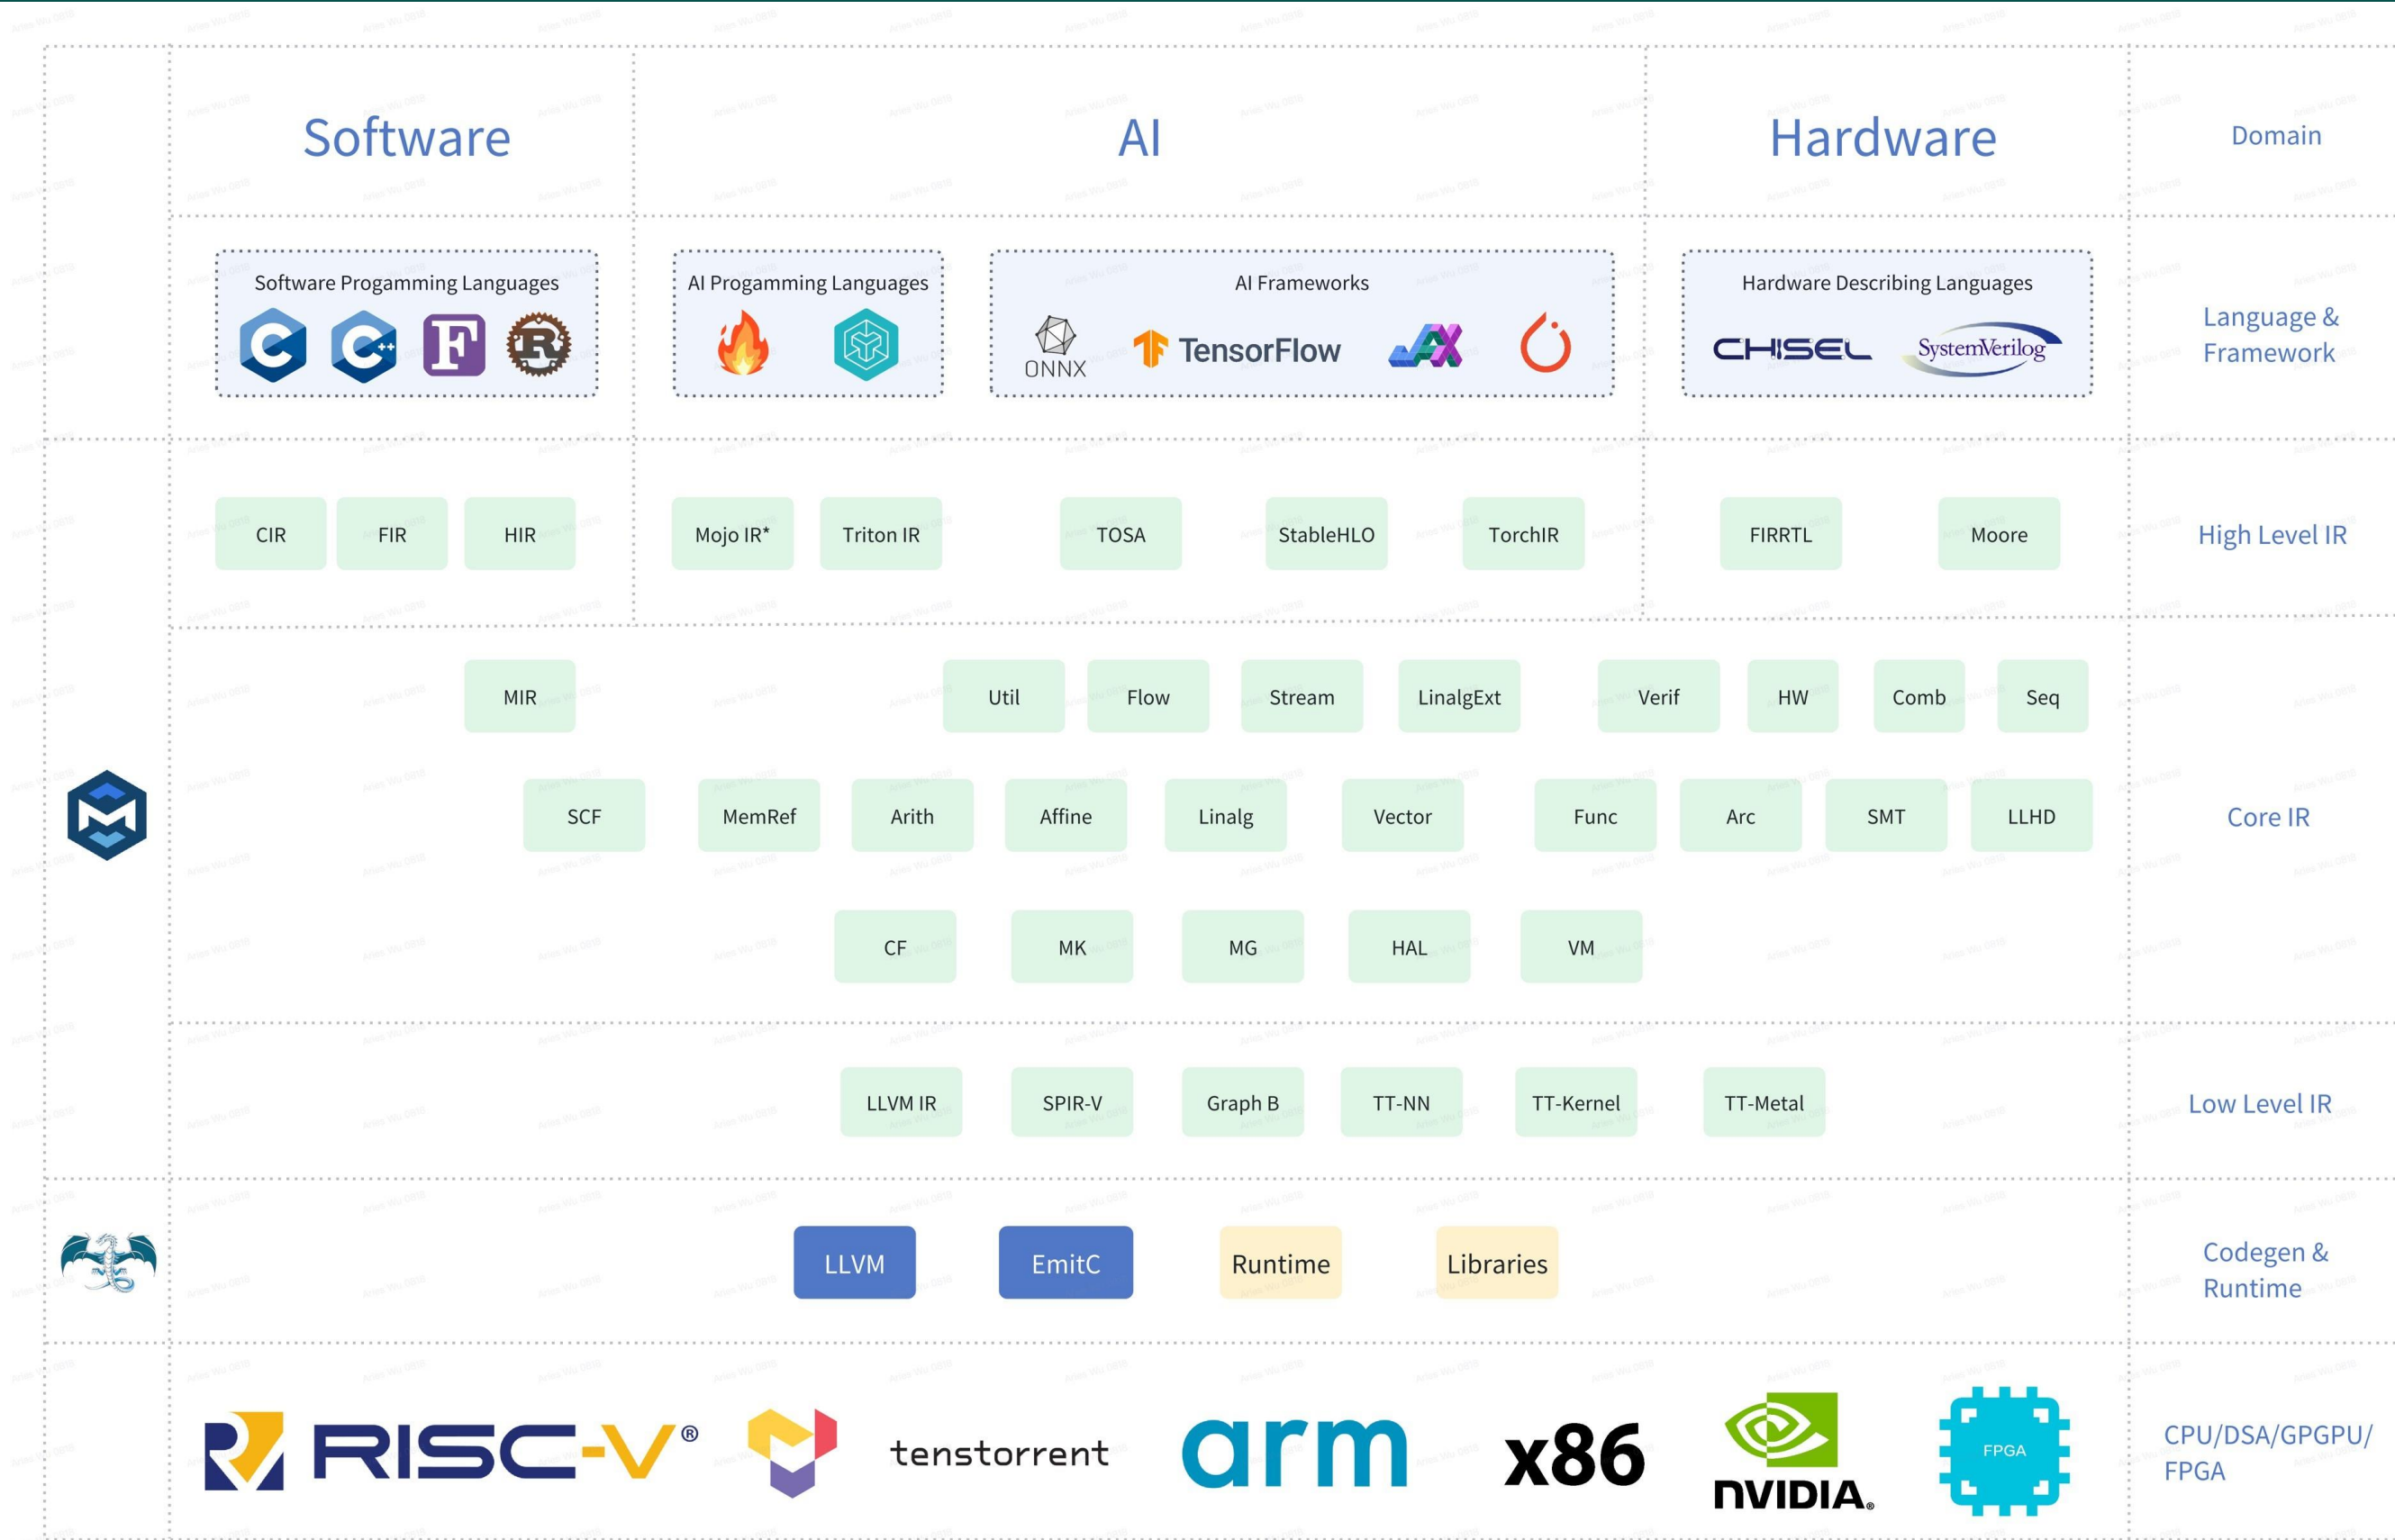 Software
AI
Hardware
Domain
Software Progamming Languages
C
C++
F
R
AI Progamming Languages
AI Frameworks
ONNX
TensorFlow
JAX
Hardware Describing Languages
CHISEL
SystemVerilog
Language &
Framework
CIR FIR HIR Mojo IR* Triton IR TOSA StableHLO TorchIR FIRRTL Moore
High Level IR
MIR Util Flow Stream LinalgExt Verif HW Comb Seq
M
SCF MemRef Arith Affine Linalg Vector Func Arc SMT LLHD
Core IR
CF MK MG HAL VM
LLVM IR SPIR-V Graph B TT-NN TT-Kernel TT-Metal
Low Level IR
LLVM EmitC Runtime Libraries
Codegen &
Runtime
RISC-V®
tenstorrent
arm
x86
NVIDIA®
FPGA
CPU/DSA/GPGPU/
FPGA
Aries Wu 0818